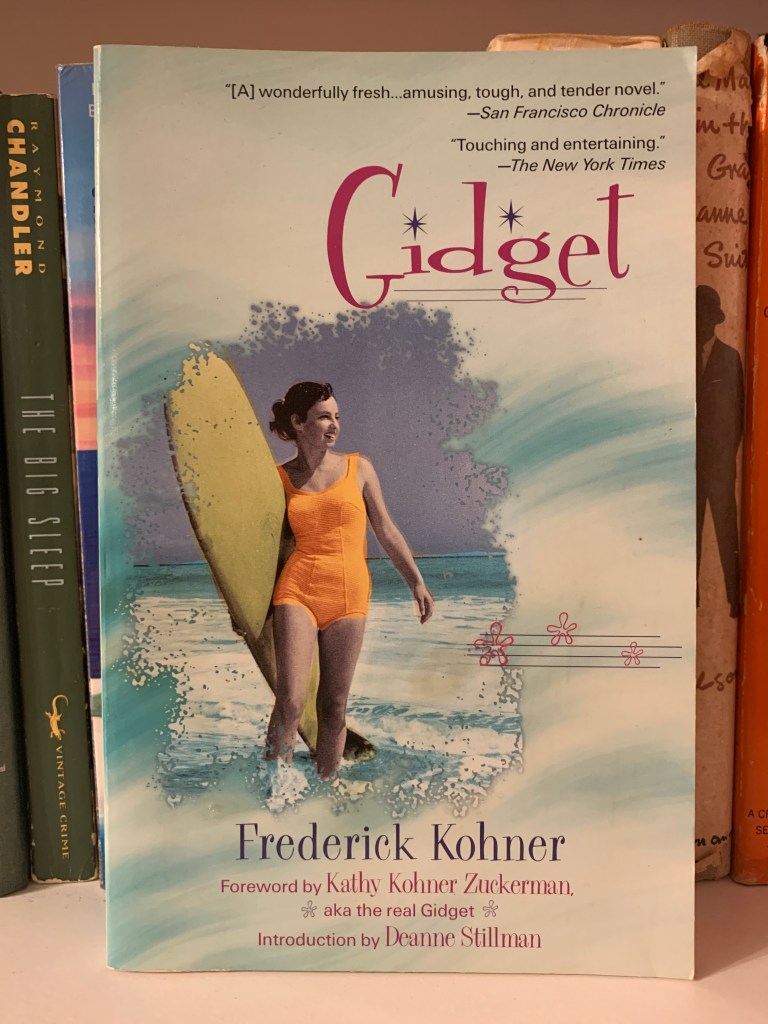 "[A] wonderfully fresh...amusing, tough, and tender novel."
—San Francisco Chronicle
"Touching and entertaining."
—The New York Times
Gidget
Frederick Kohner
Foreword by Kathy Kohner Zuckerman,
aka the real Gidget
Introduction by Deanne Stillman
RAYMOND
CHANDLER
THE BIG SLEEP
VINTAGE CRIME